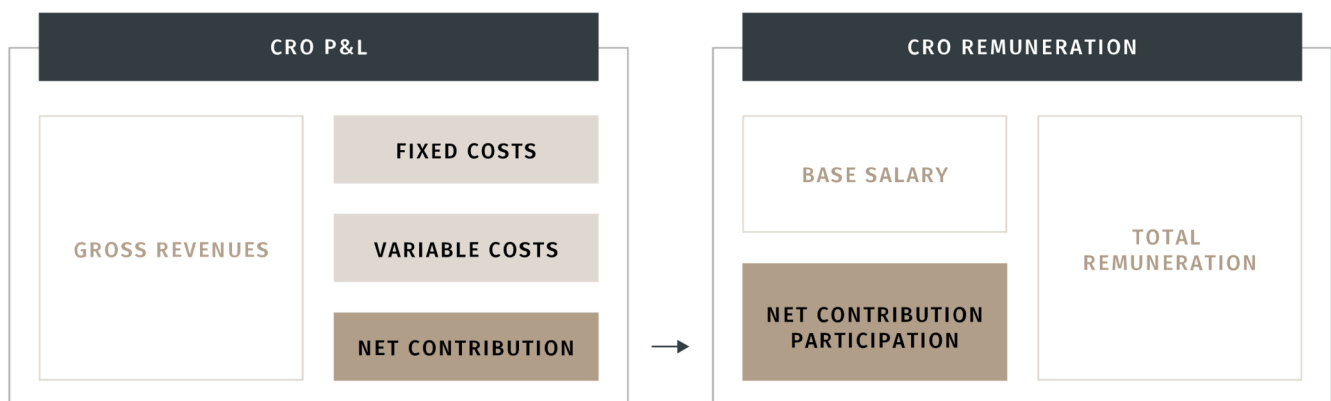 CRO P&L
GROSS REVENUES
FIXED COSTS
VARIABLE COSTS
NET CONTRIBUTION
CRO REMUNERATION
BASE SALARY
NET CONTRIBUTION
PARTICIPATION
TOTAL
REMUNERATION